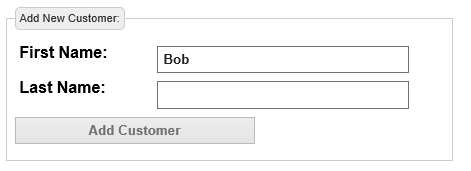 Add New Customer:
First Name: Bob
Last Name:
Add Customer